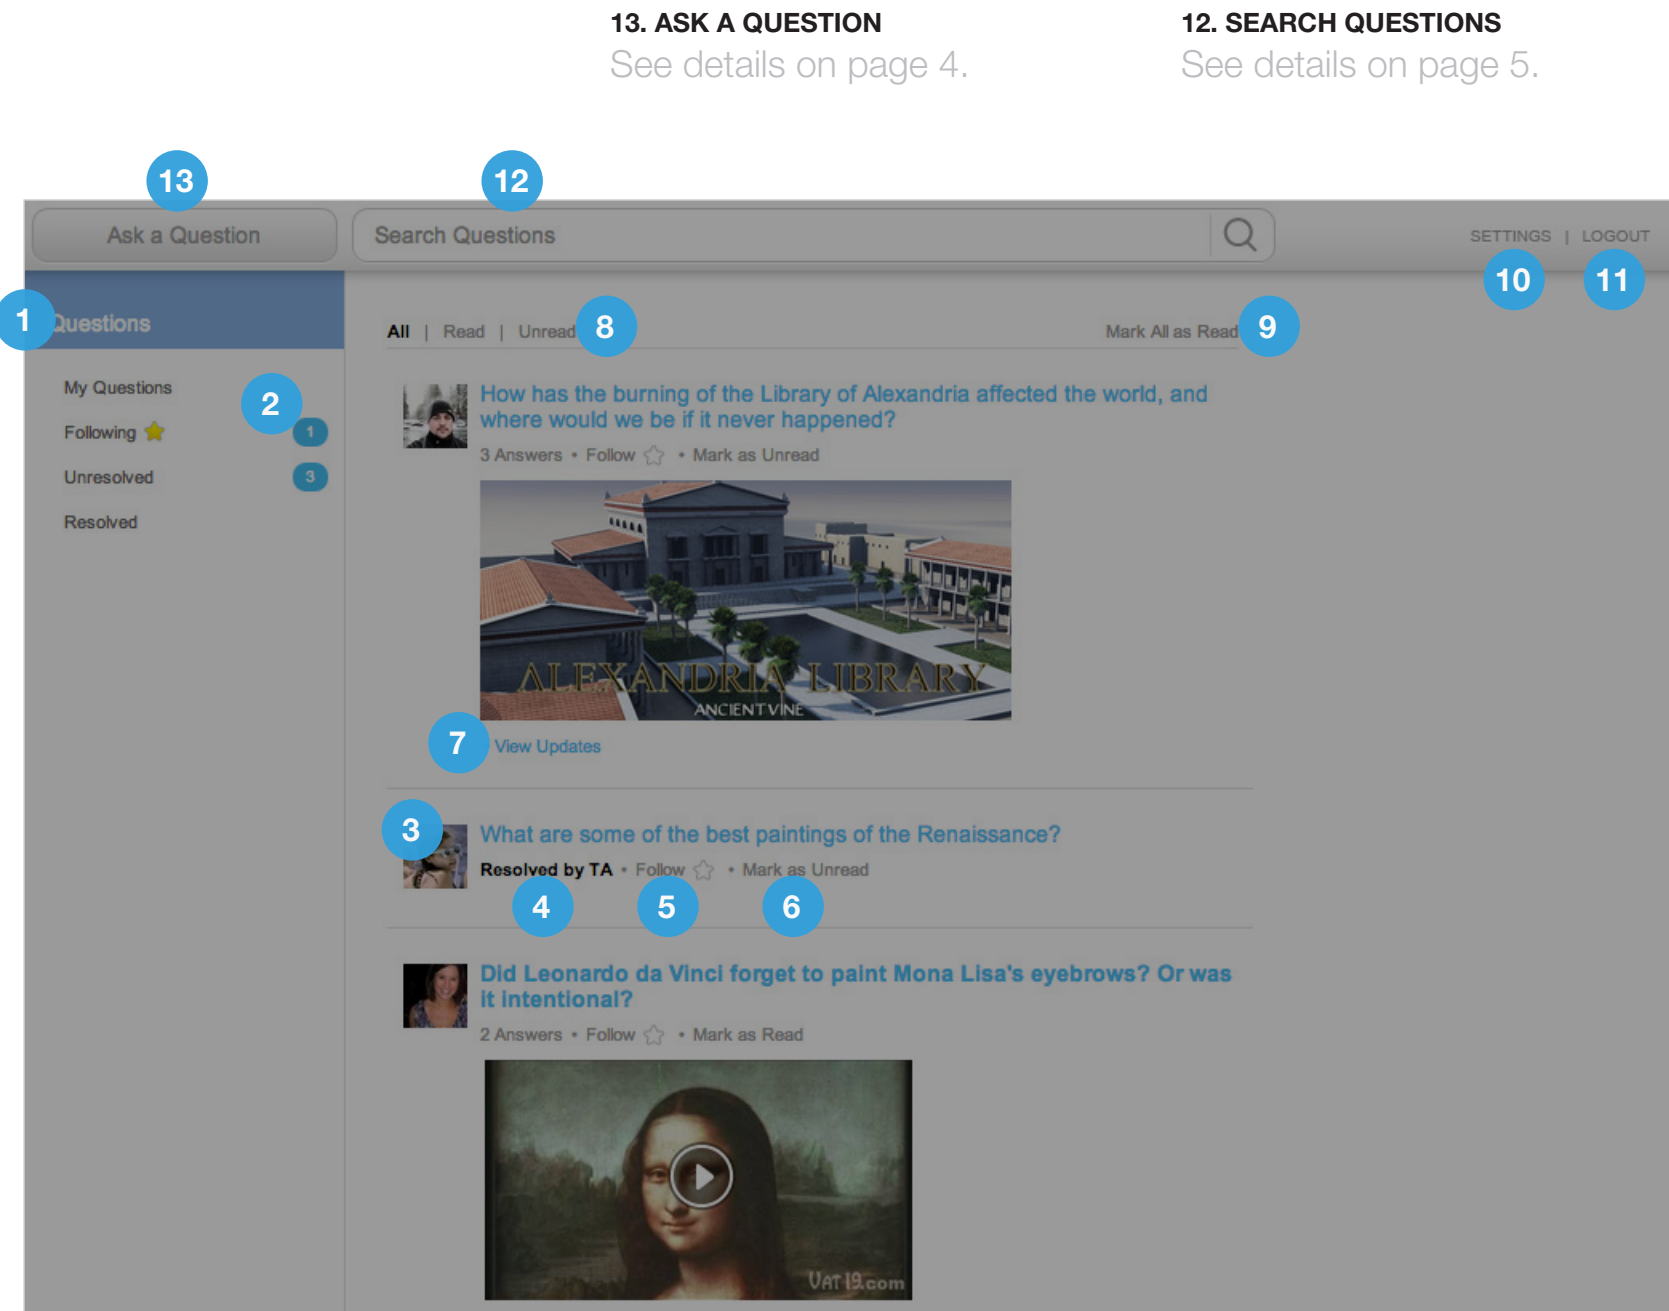 13. ASK A QUESTION
See details on page 4.
12. SEARCH QUESTIONS
See details on page 5.
13
12
Ask a Question
Search Questions
SETTINGS | LOGOUT
10
11
1
Questions
My Questions
2
Following
1
Unresolved
3
Resolved
All | Read | Unread
8
Mark All as Read
9
How has the burning of the Library of Alexandria affected the world, and
where would we be if it never happened?
3 Answers • Follow • Mark as Unread
ALEXANDRIA LIBRARY
ANCIENTVINE
7
View Updates
3
What are some of the best paintings of the Renaissance?
Resolved by TA • Follow • Mark as Unread
4
5
6
Did Leonardo da Vinci forget to paint Mona Lisa's eyebrows? Or was
it intentional?
2 Answers • Follow • Mark as Read
VAT19.com